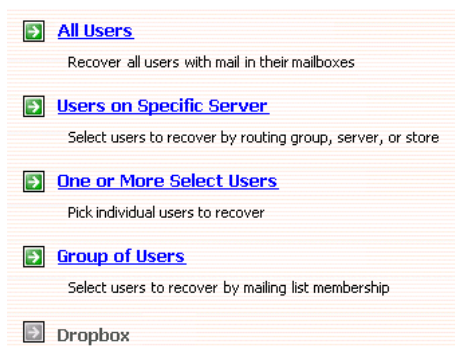 All Users
Recover all users with mail in their mailboxes
Users on Specific Server
Select users to recover by routing group, server, or store
One or More Select Users
Pick individual users to recover
Group of Users
Select users to recover by mailing list membership
Dropbox